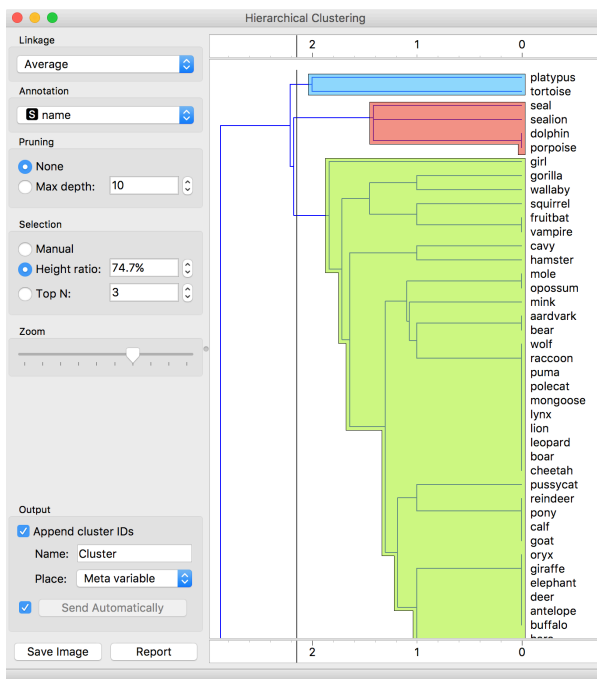 Hierarchical Clustering
Linkage
Average
Annotation
S name
Pruning
None
Max depth: 10
Selection
Manual
Height ratio: 74.7%
Top N: 3
Zoom
Output
Append cluster IDs
Name: Cluster
Place: Meta variable
Send Automatically
Save Image Report
2 1 0
platypus
tortoise
seal
sealion
dolphin
porpoise
girl
gorilla
wallaby
squirrel
fruitbat
vampire
cavy
hamster
mole
opossum
mink
aardvark
bear
wolf
raccoon
puma
polecat
mongoose
lynx
lion
leopard
boar
cheetah
pussycat
reindeer
pony
calf
goat
oryx
giraffe
elephant
deer
antelope
buffalo
2 1 0